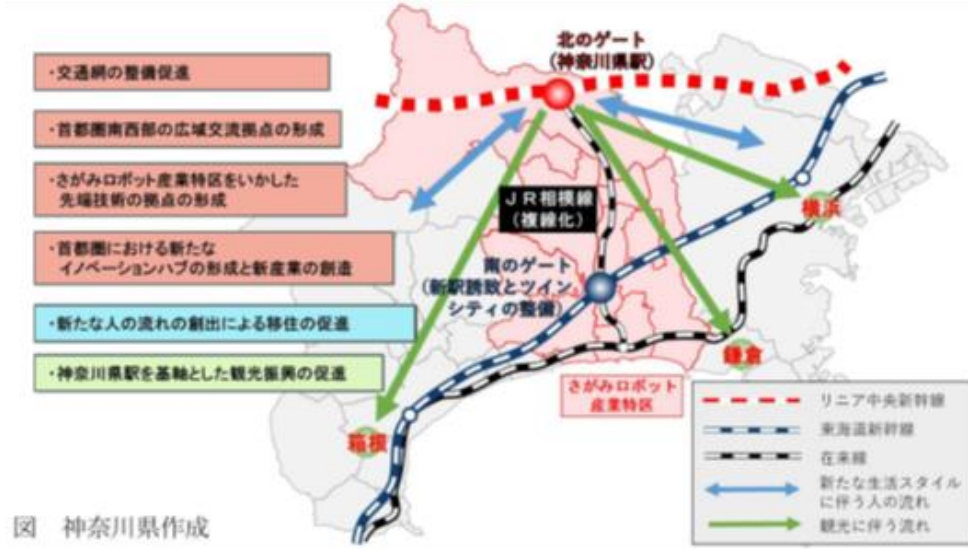 ・交通網の整備促進
・首都圏南西部の広域交流拠点の形成
・さがみロボット産業特区をいかした
先端技術の拠点の形成
・首都圏における新たな
イノベーションハブの形成と新産業の創造
・新たな人の流れの創出による移住の促進
・神奈川県駅を基軸とした観光振興の促進
北のゲート
(神奈川県駅)
JR相模線
(複線化)
南のゲート
(新駅誘致とツイン
シティの整備)
横浜
鎌倉
箱根
さがみロボット
産業特区
リニア中央新幹線
東海道新幹線
在来線
新たな生活スタイル
に伴う人の流れ
観光に伴う流れ
図 神奈川県作成